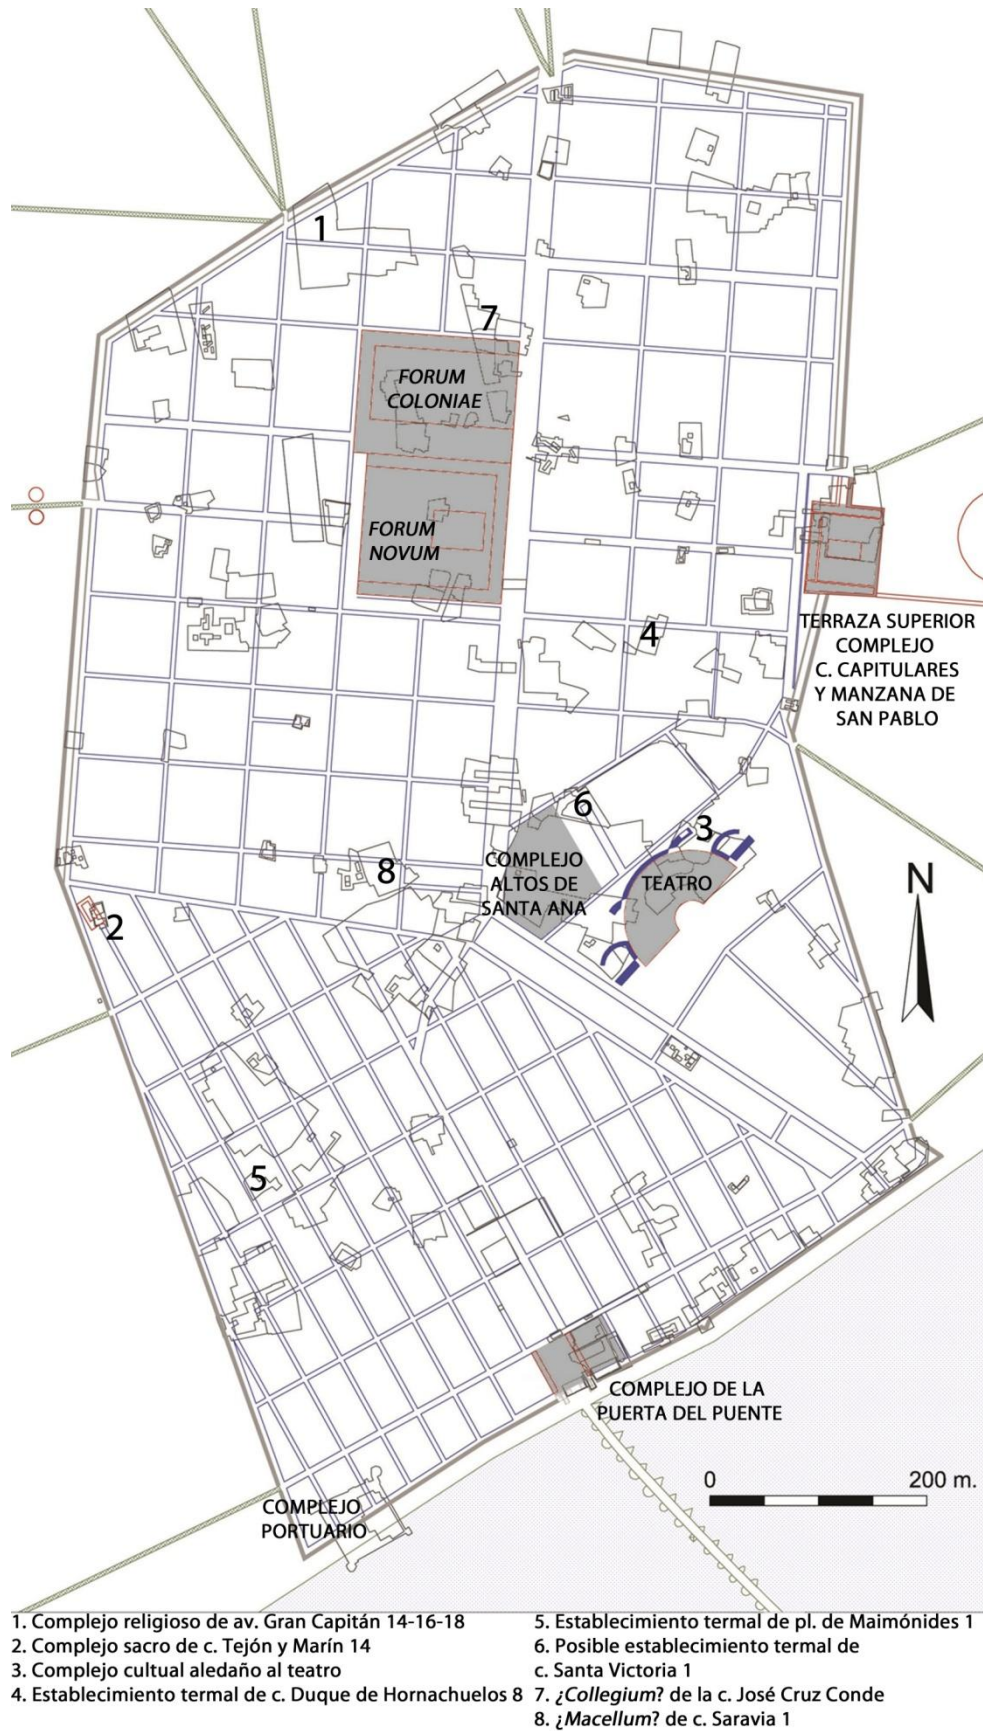 1
7
FORUM
COLONIAE
FORUM
NOVUM
4
TERRAZA SUPERIOR
COMPLEJO
C. CAPITULARES
Y MANZANA DE
SAN PABLO
6
3
8
COMPLEJO
ALTOS DE
SANTA ANA
TEATRO
N
2
5
COMPLEJO DE LA
PUERTA DEL PUENTE
0 200 m.
COMPLEJO
PORTUARIO
1. Complejo religioso de av. Gran Capitán 14-16-18
2. Complejo sacro de c. Tejón y Marín 14
3. Complejo cultual aledaño al teatro
4. Establecimiento termal de c. Duque de Hornachuelos 8
5. Establecimiento termal de pl. de Maimónides 1
6. Posible establecimiento termal de
c. Santa Victoria 1
7. ¿Collegium? de la c. José Cruz Conde
8. ¿Macellum? de c. Saravia 1